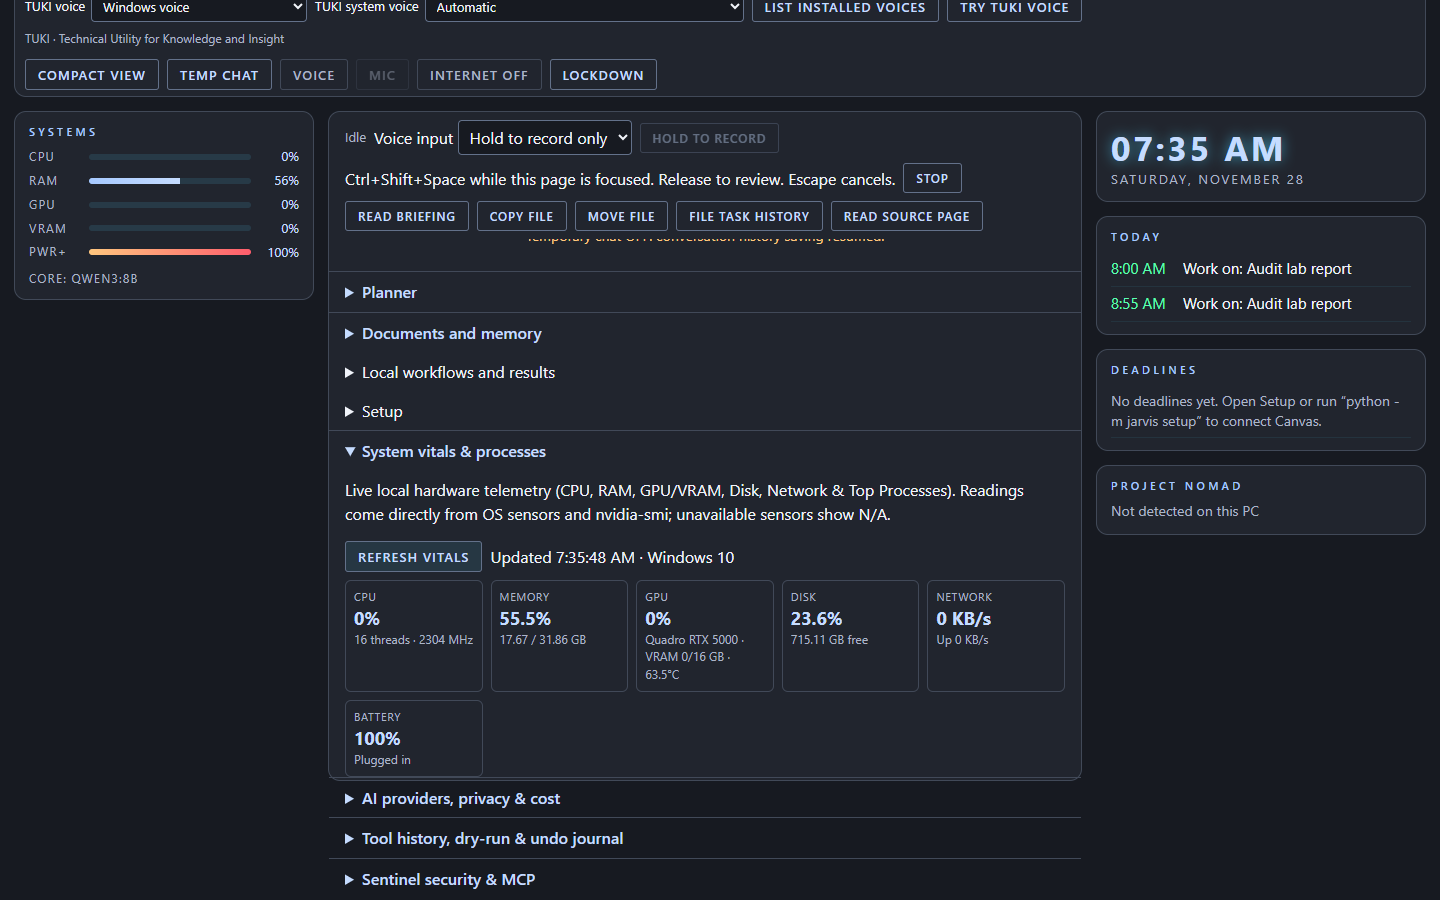 TUKI voice Windows voice TUKI system voice Automatic LIST INSTALLED VOICES TRY TUKI VOICE
TUKI · Technical Utility for Knowledge and Insight
COMPACT VIEW TEMP CHAT VOICE MIC INTERNET OFF LOCKDOWN
SYSTEMS
CPU 0%
RAM 56%
GPU 0%
VRAM 0%
PWR+ 100%
CORE: QWEN3:8B
Idle Voice input Hold to record only HOLD TO RECORD
Ctrl+Shift+Space while this page is focused. Release to review. Escape cancels. STOP
READ BRIEFING COPY FILE MOVE FILE FILE TASK HISTORY READ SOURCE PAGE
Planner
Documents and memory
Local workflows and results
Setup
System vitals & processes
Live local hardware telemetry (CPU, RAM, GPU/VRAM, Disk, Network & Top Processes). Readings
come directly from OS sensors and nvidia-smi; unavailable sensors show N/A.
REFRESH VITALS Updated 7:35:48 AM · Windows 10
CPU
0%
16 threads · 2304 MHz
MEMORY
55.5%
17.67 / 31.86 GB
GPU
0%
Quadro RTX 5000 ·
VRAM 0/16 GB ·
63.5°C
DISK
23.6%
715.11 GB free
NETWORK
0 KB/s
Up 0 KB/s
BATTERY
100%
Plugged in
AI providers, privacy & cost
Tool history, dry-run & undo journal
Sentinel security & MCP
07:35 AM
SATURDAY, NOVEMBER 28
TODAY
8:00 AM Work on: Audit lab report
8:55 AM Work on: Audit lab report
DEADLINES
No deadlines yet. Open Setup or run “python -
m jarvis setup” to connect Canvas.
PROJECT NOMAD
Not detected on this PC